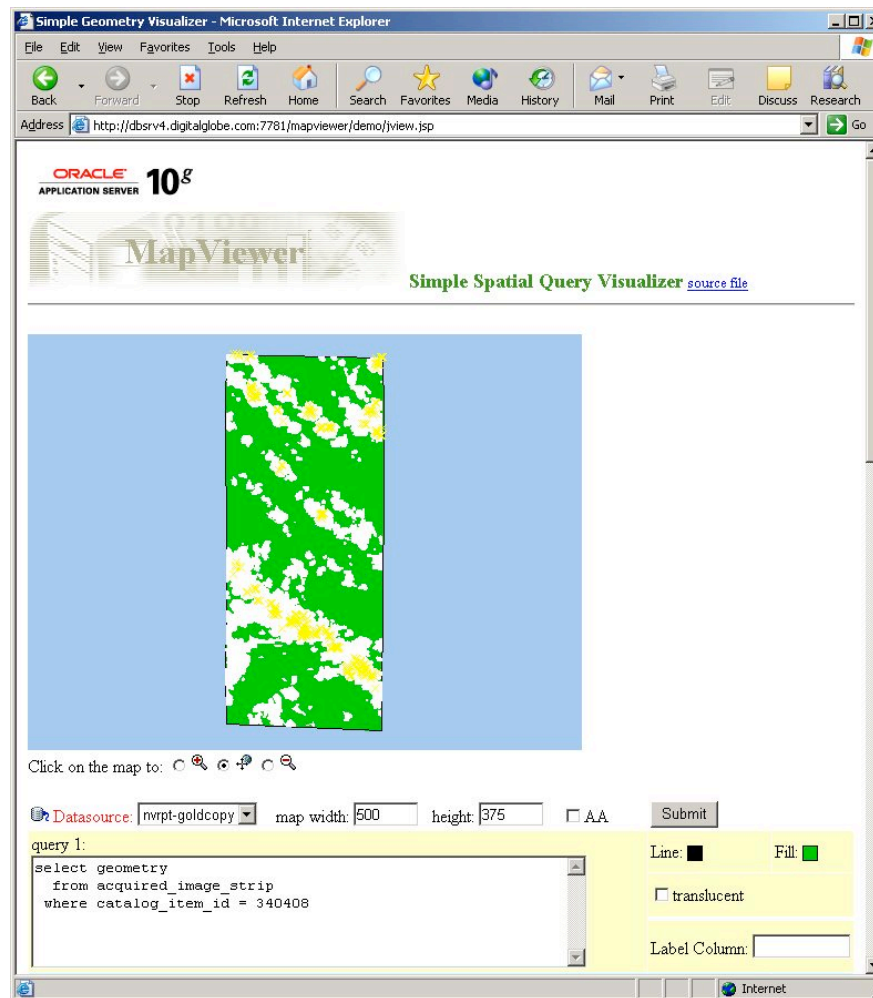 Simple Geometry Visualizer - Microsoft Internet Explorer
File Edit View Favorites Tools Help
Back Forward Stop Refresh Home Search Favorites Media History Mail Print Edit Discuss Research
Address http://dbsrv4.digitalglobe.com:7781/mapviewer/demo/jview.jsp Go
ORACLE
APPLICATION SERVER 10g
MapViewer
Simple Spatial Query Visualizer source file
Click on the map to:
Datasource: nvrpt-goldcopy map width: 500 height: 375 AA Submit
query 1:
select geometry
from acquired_image_strip
where catalog_item_id = 340408
Line: Fill:
translucent
Label Column:
Internet